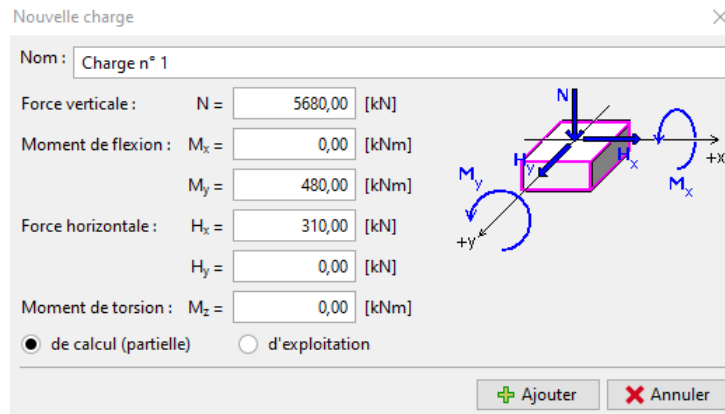 Nouvelle charge
Nom : Charge n° 1
Force verticale : N = 5680,00 [kN]
Moment de flexion : Mx = 0,00 [kNm]
My = 480,00 [kNm]
Force horizontale : Hx = 310,00 [kN]
Hy = 0,00 [kN]
Moment de torsion : Mz = 0,00 [kNm]
de calcul (partielle) d'exploitation
N
Hy Hx +x
My Mx
+y
Ajouter Annuler